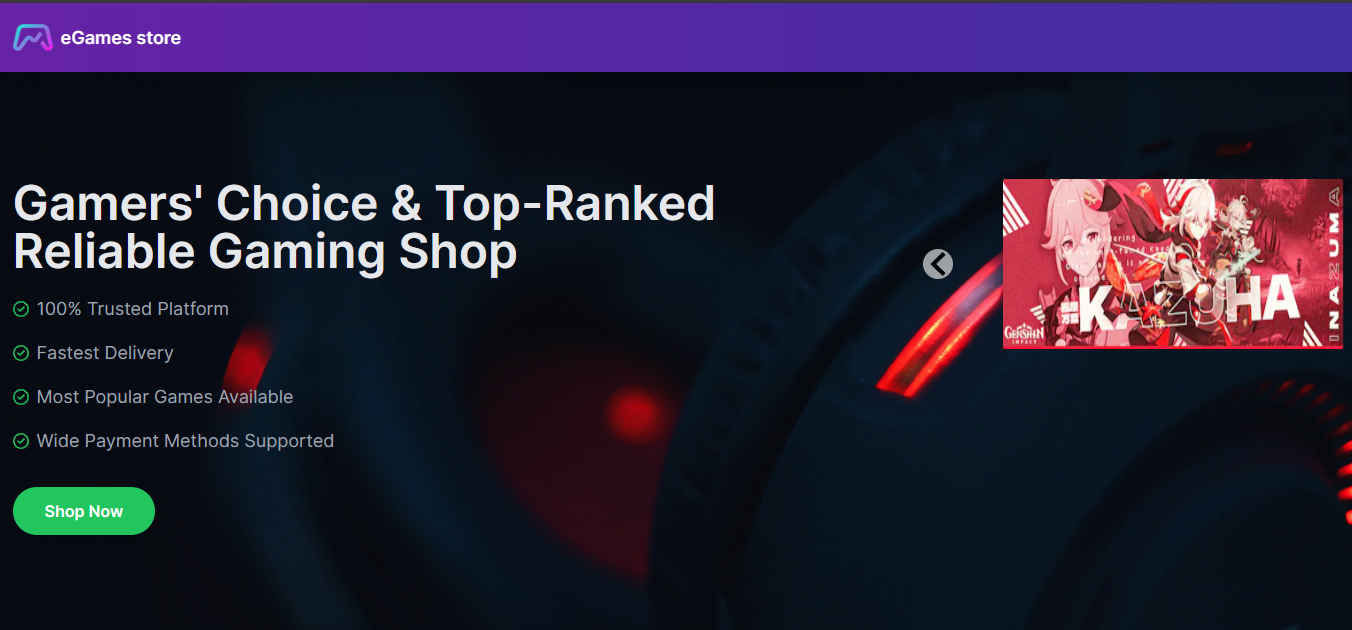 eGames store
Gamers' Choice & Top-Ranked
Reliable Gaming Shop
100% Trusted Platform
Fastest Delivery
Most Popular Games Available
Wide Payment Methods Supported
Shop Now
KAZUHA
INAZUMA
GENSHIN
IMPACT